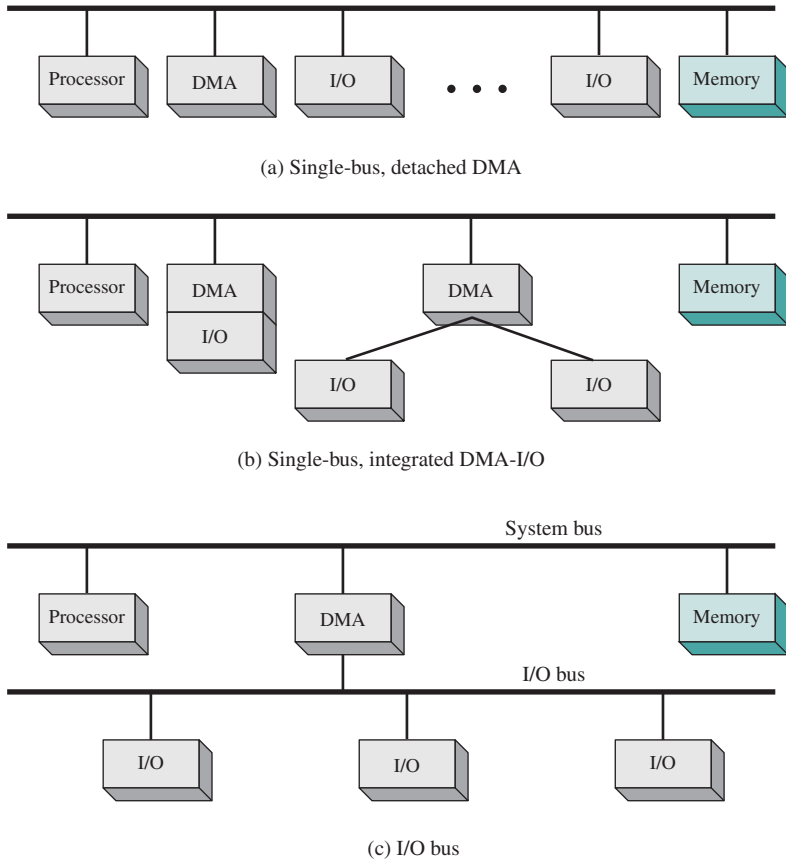 Processor
DMA
I/O
• • •
I/O
Memory
(a) Single-bus, detached DMA
Processor
DMA
DMA
Memory
I/O
I/O
I/O
(b) Single-bus, integrated DMA-I/O
System bus
Processor
DMA
Memory
I/O bus
I/O
I/O
I/O
(c) I/O bus